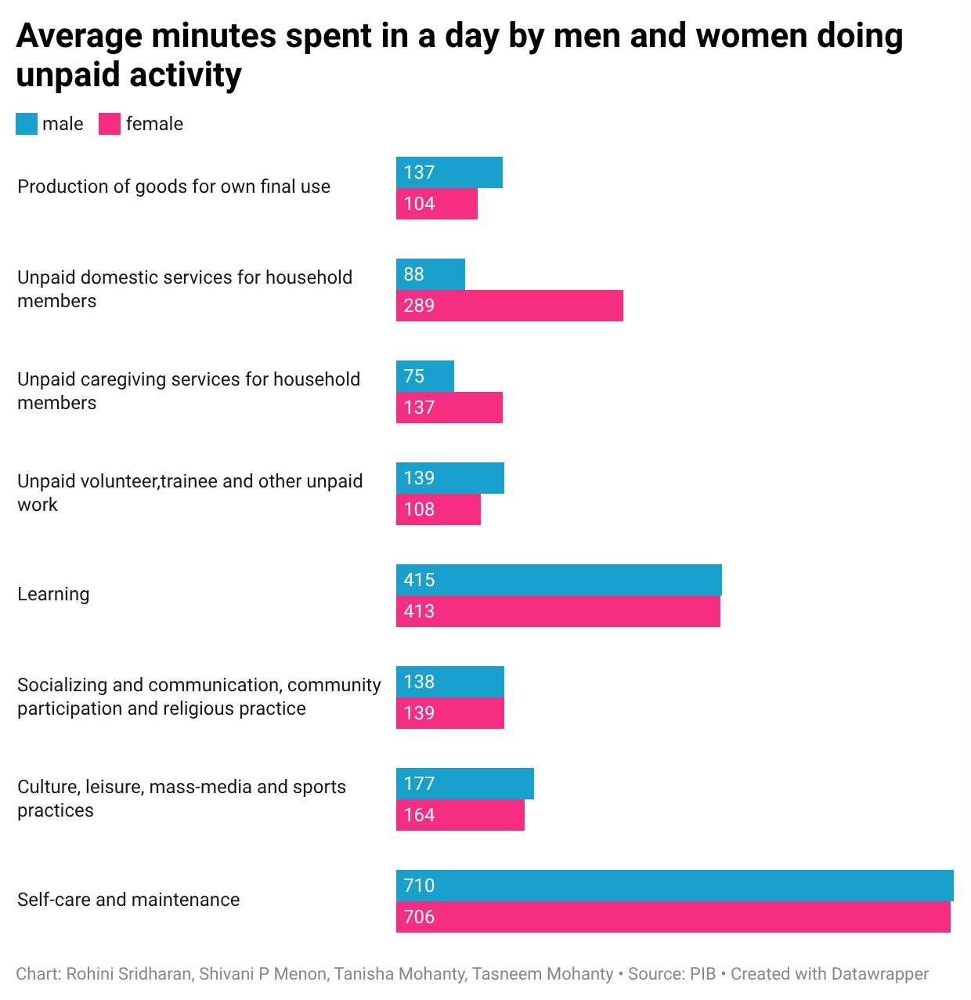 Average minutes spent in a day by men and women doing
unpaid activity
male female
Production of goods for own final use
137
104
Unpaid domestic services for household
members
88
289
Unpaid caregiving services for household
members
75
137
Unpaid volunteer,trainee and other unpaid
work
139
108
Learning
415
413
Socializing and communication, community
participation and religious practice
138
139
Culture, leisure, mass-media and sports
practices
177
164
Self-care and maintenance
710
706
Chart: Rohini Sridharan, Shivani P Menon, Tanisha Mohanty, Tasneem Mohanty • Source: PIB • Created with Datawrapper